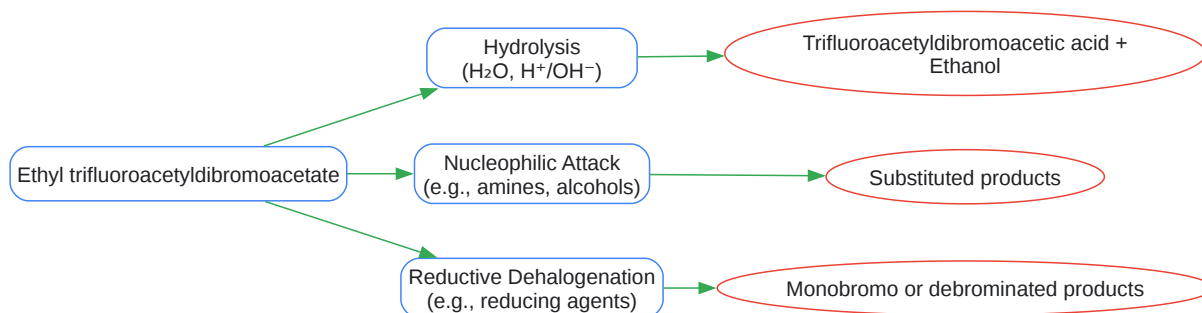 Hydrolysis
(H₂O, H⁺/OH⁻)
Trifluoroacetyldibromoacetic acid +
Ethanol
Ethyl trifluoroacetyldibromoacetate
Nucleophilic Attack
(e.g., amines, alcohols)
Substituted products
Reductive Dehalogenation
(e.g., reducing agents)
Monobromo or debrominated products